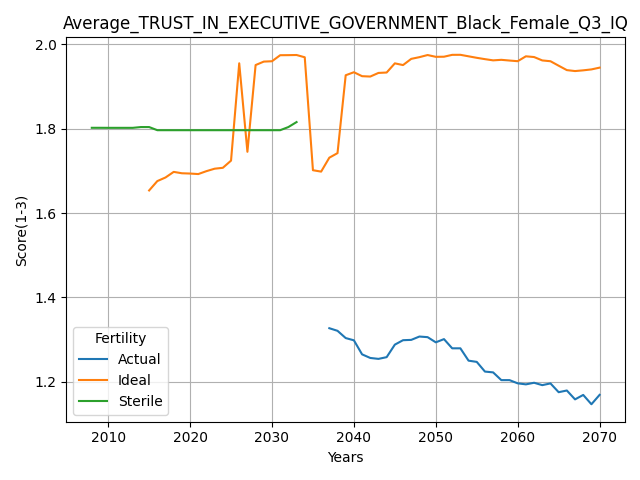 Average_TRUST_IN_EXECUTIVE_GOVERNMENT_Black_Female_Q3_IQ
2.0
1.8
1.6
1.4
1.2
Score(1-3)
Fertility
Actual
Ideal
Sterile
2010 2020 2030 2040 2050 2060 2070
Years